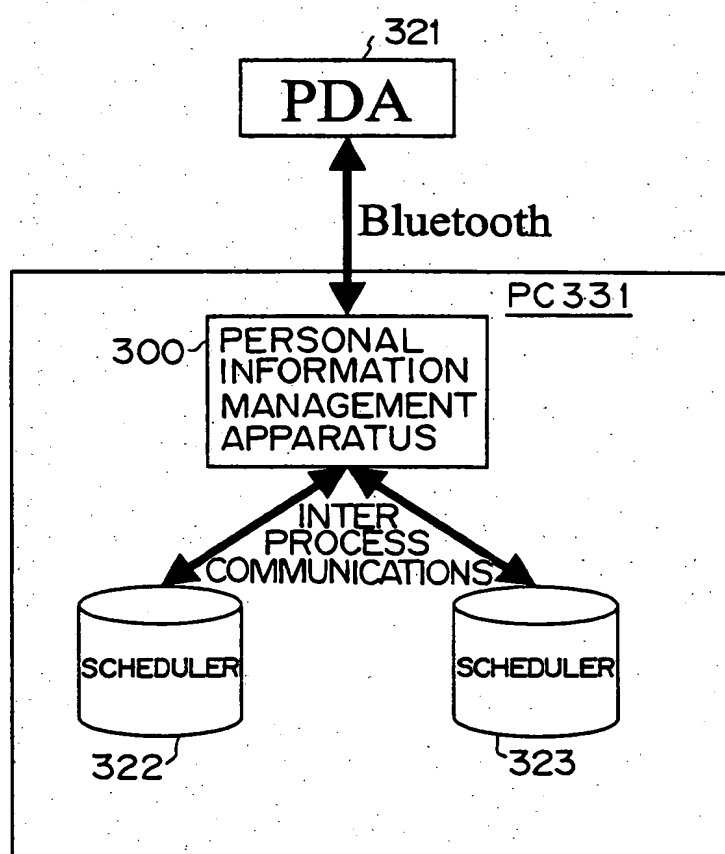 321
PDA
Bluetooth
PC331
300
PERSONAL
INFORMATION
MANAGEMENT
APPARATUS
INTER
PROCESS
COMMUNICATIONS
SCHEDULER
SCHEDULER
322
323